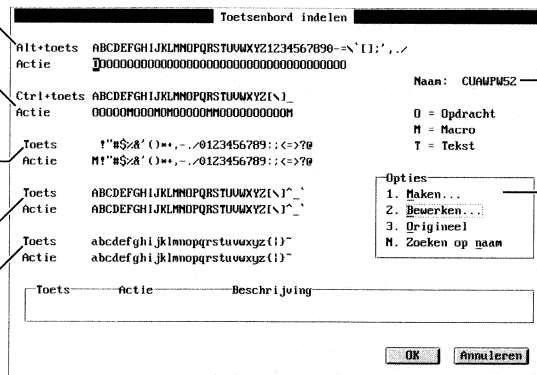 Toetsenbord indelen
Alt+toets ABCDEFGHIJKLMNOPQRSTUVWXYZ1234567890-=\`[];',./
Actie OOOOOOOOOOOOOOOOOOOOOOOOOOOOOOOOOOOO
Naam: CUAWPW52
Ctrl+toets ABCDEFGHIJKLMNOPQRSTUVWXYZ[\]_
Actie OOOOOMOOOMOMOOOOOMMOOOOOOOOOM
O = Opdracht
M = Macro
T = Tekst
Toets !"#$%&'()*+,-./0123456789:;<=>?@
Actie M!"#$%&'()*+,-./0123456789:;<=>?@
Opties
1. Maken...
2. Bewerken...
3. Origineel
N. Zoeken op naam
Toets ABCDEFGHIJKLMNOPQRSTUVWXYZ[\]^_`
Actie ABCDEFGHIJKLMNOPQRSTUVWXYZ[\]^_`
Toets abcdefghijklmnopqrstuvwxyz{|}~
Actie abcdefghijklmnopqrstuvwxyz{|}~
Toets Actie Beschrijving
OK Annuleren